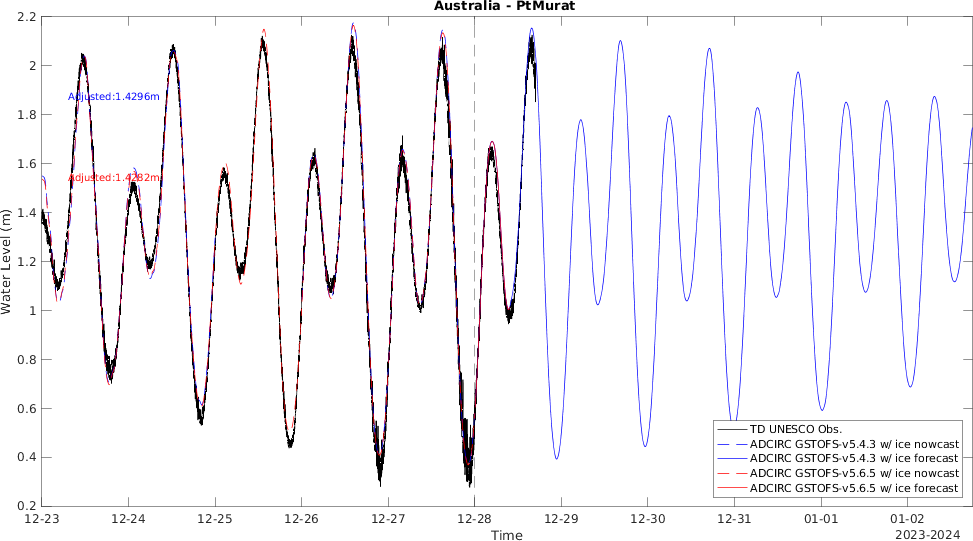 Australia - PtMurat
Water Level (m)
2.2
2
1.8
1.6
1.4
1.2
1
0.8
0.6
0.4
0.2
Adjusted:1.4296m
Adjusted:1.4282m
TD UNESCO Obs.
ADCIRC GSTOFS-v5.4.3 w/ ice nowcast
ADCIRC GSTOFS-v5.4.3 w/ ice forecast
ADCIRC GSTOFS-v5.6.5 w/ ice nowcast
ADCIRC GSTOFS-v5.6.5 w/ ice forecast
12-23 12-24 12-25 12-26 12-27 12-28 12-29 12-30 12-31 01-01 01-02
Time
2023-2024